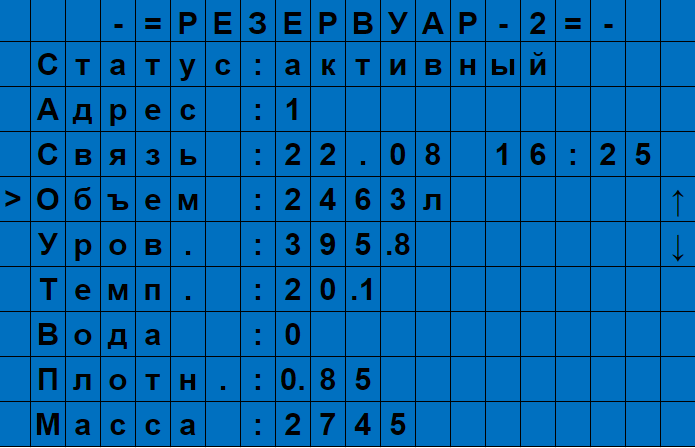 -=РЕЗЕРВУАР-2=-
Статус:активный
Адрес :1
Связь :22.08 16:25
>Объем :2463л ↑
Уров. :395.8 ↓
Темп. :20.1
Вода :0
Плотн.:0.85
Масса :2745